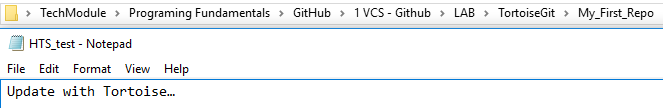 TechModule > Programing Fundamentals > GitHub > 1 VCS - Github > LAB > TortoiseGit > My_First_Repo
HTS_test - Notepad
File Edit Format View Help
Update with Tortoise…